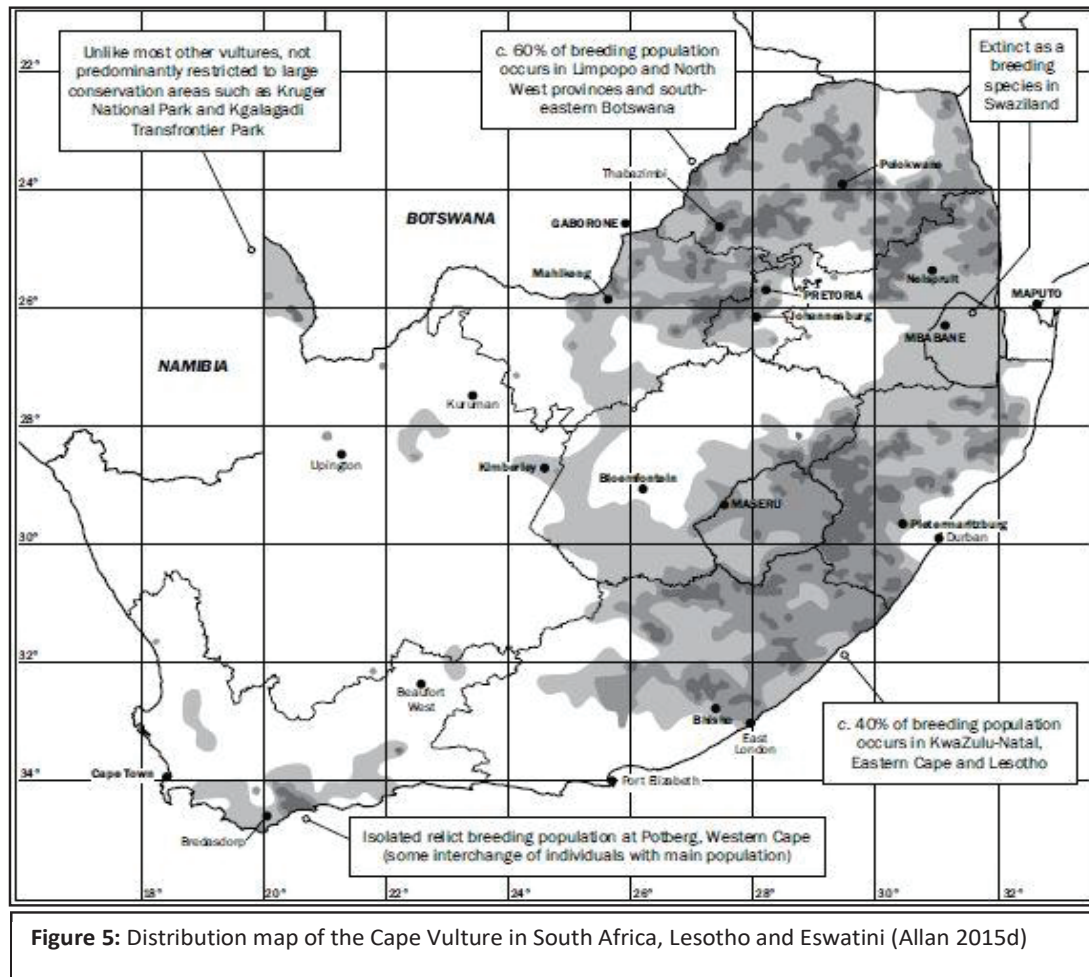 Unlike most other vultures, not
predominantly restricted to large
conservation areas such as Kruger
National Park and Kgalagadi
Transfrontier Park
c. 60% of breeding population
occurs in Limpopo and North
West provinces and south-
eastern Botswana
Extinct as a
breeding
species in
Swaziland
22°
24°
26°
28°
30°
32°
34°
Thabazimbi
Polokwane
BOTSWANA
GABORONE
Mahikeng
Nelspruit
PRETORIA
MAPUTO
Johannesburg
MBABANE
NAMIBIA
Kuruman
Upington
Kimberley
Bloemfontein
MASERU
Pietermaritzburg
Durban
Beaufort
West
Bhisho
East
London
c. 40% of breeding population
occurs in KwaZulu-Natal,
Eastern Cape and Lesotho
Cape Town
Port Elizabeth
Bredasdorp
Isolated relict breeding population at Potberg, Western Cape
(some interchange of individuals with main population)
18° 20° 22° 24° 26° 28° 30° 32°
Figure 5: Distribution map of the Cape Vulture in South Africa, Lesotho and Eswatini (Allan 2015d)